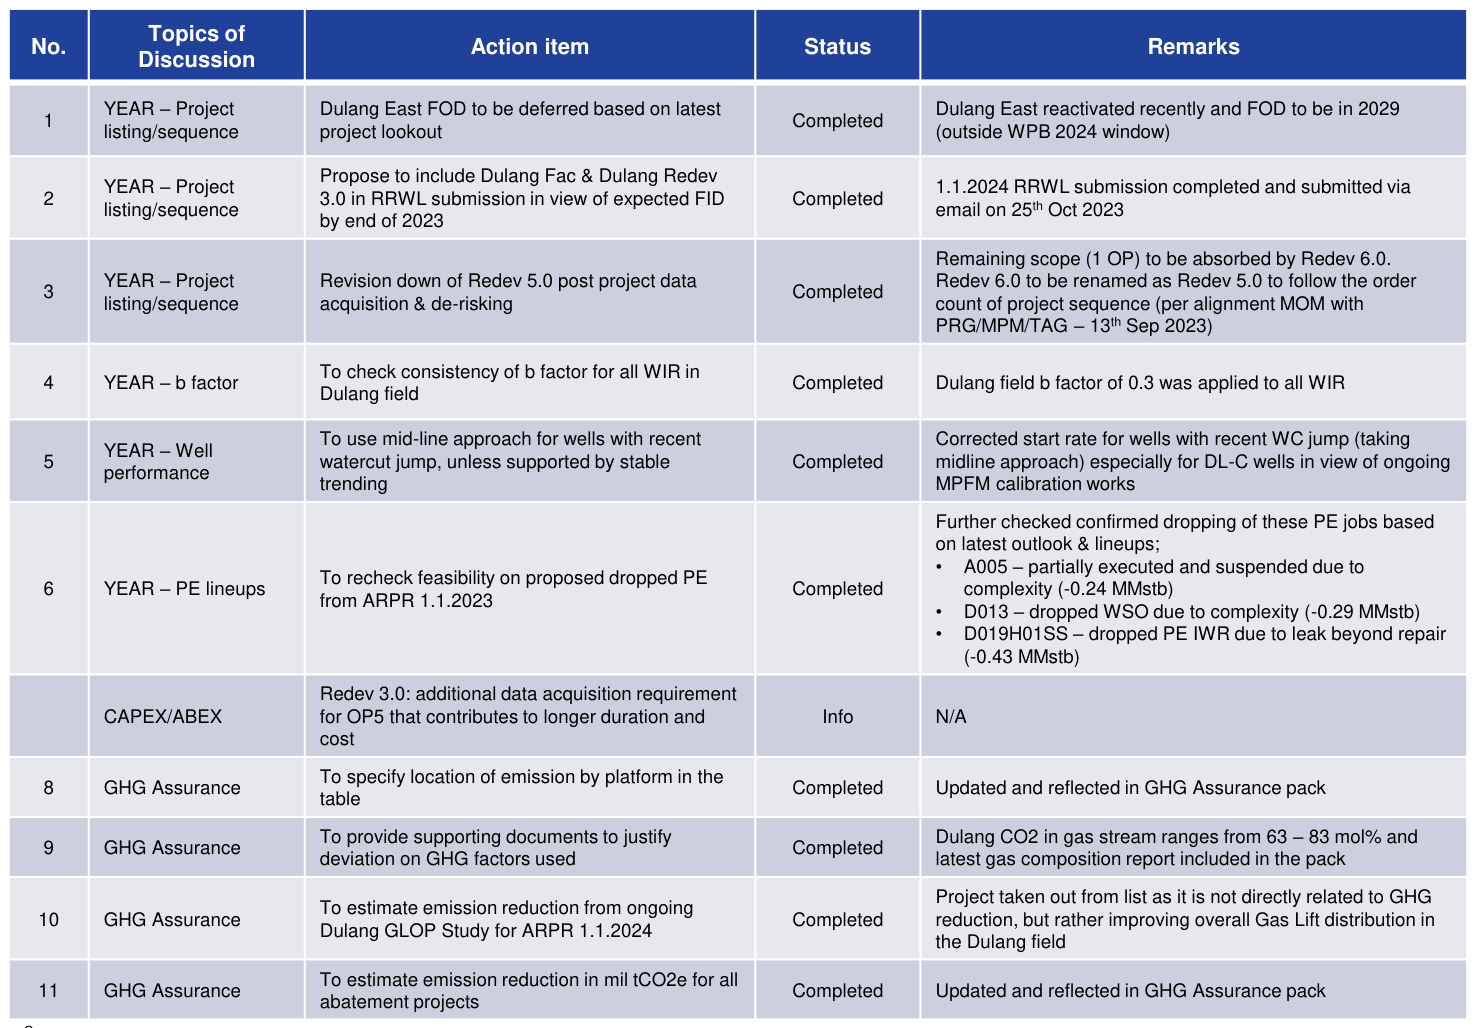 No.
Topics of
Discussion
Action item
Status
Remarks
1
YEAR – Project
listing/sequence
Dulang East FOD to be deferred based on latest
project lookout
Completed
Dulang East reactivated recently and FOD to be in 2029
(outside WPB 2024 window)
2
YEAR – Project
listing/sequence
Propose to include Dulang Fac & Dulang Redev
3.0 in RRWL submission in view of expected FID
by end of 2023
Completed
1.1.2024 RRWL submission completed and submitted via
email on 25th Oct 2023
3
YEAR – Project
listing/sequence
Revision down of Redev 5.0 post project data
acquisition & de-risking
Completed
Remaining scope (1 OP) to be absorbed by Redev 6.0.
Redev 6.0 to be renamed as Redev 5.0 to follow the order
count of project sequence (per alignment MOM with
PRG/MPM/TAG – 13th Sep 2023)
4
YEAR – b factor
To check consistency of b factor for all WIR in
Dulang field
Completed
Dulang field b factor of 0.3 was applied to all WIR
5
YEAR – Well
performance
To use mid-line approach for wells with recent
watercut jump, unless supported by stable
trending
Completed
Corrected start rate for wells with recent WC jump (taking
midline approach) especially for DL-C wells in view of ongoing
MPFM calibration works
6
YEAR – PE lineups
To recheck feasibility on proposed dropped PE
from ARPR 1.1.2023
Completed
Further checked confirmed dropping of these PE jobs based
on latest outlook & lineups;
• A005 – partially executed and suspended due to
complexity (-0.24 MMstb)
• D013 – dropped WSO due to complexity (-0.29 MMstb)
• D019H01SS – dropped PE IWR due to leak beyond repair
(-0.43 MMstb)
CAPEX/ABEX
Redev 3.0: additional data acquisition requirement
for OP5 that contributes to longer duration and
cost
Info
N/A
8
GHG Assurance
To specify location of emission by platform in the
table
Completed
Updated and reflected in GHG Assurance pack
9
GHG Assurance
To provide supporting documents to justify
deviation on GHG factors used
Completed
Dulang CO2 in gas stream ranges from 63 – 83 mol% and
latest gas composition report included in the pack
10
GHG Assurance
To estimate emission reduction from ongoing
Dulang GLOP Study for ARPR 1.1.2024
Completed
Project taken out from list as it is not directly related to GHG
reduction, but rather improving overall Gas Lift distribution in
the Dulang field
11
GHG Assurance
To estimate emission reduction in mil tCO2e for all
abatement projects
Completed
Updated and reflected in GHG Assurance pack